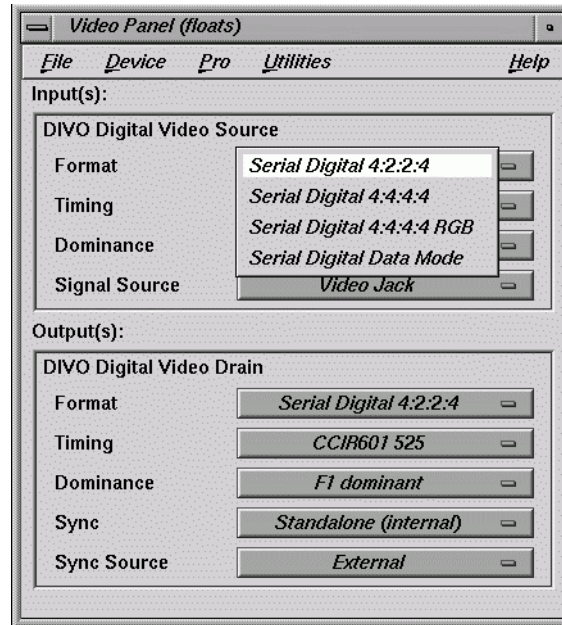 Video Panel (floats)
File Device Pro Utilities Help
Input(s):
DIVO Digital Video Source
Format
Serial Digital 4:2:2:4
Serial Digital 4:4:4:4
Timing
Serial Digital 4:4:4:4 RGB
Dominance
Serial Digital Data Mode
Signal Source Video Jack
Output(s):
DIVO Digital Video Drain
Format Serial Digital 4:2:2:4
Timing CCIR601 525
Dominance F1 dominant
Sync Standalone (internal)
Sync Source External